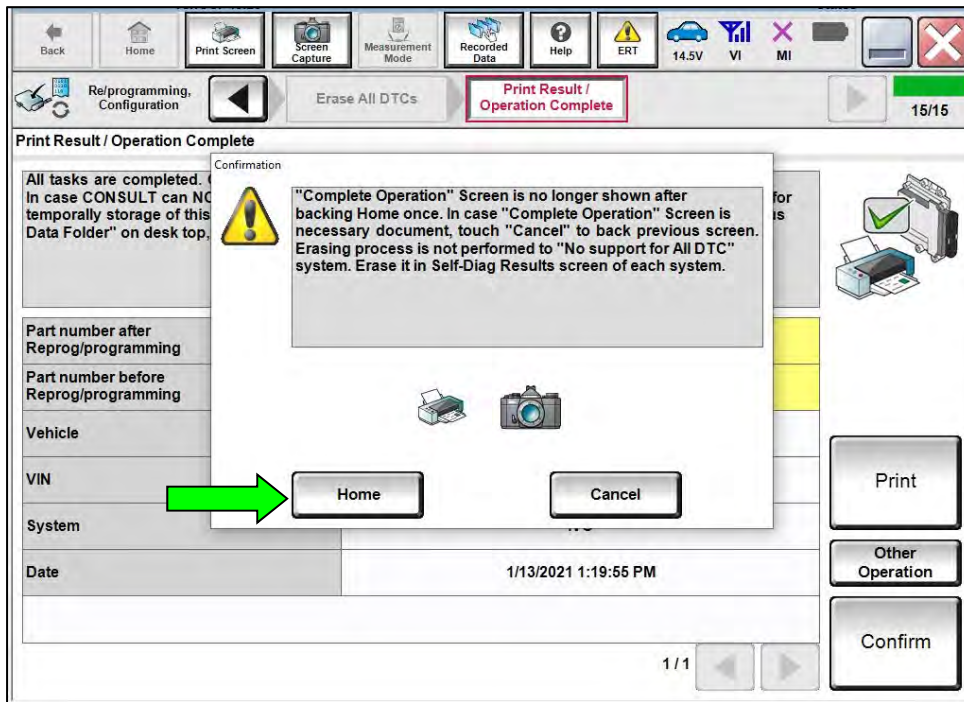 Back
Home
Print Screen
Screen
Capture
Measurement
Mode
Recorded
Data
Help
ERT
14.5V
VI
MI
Re/programming,
Configuration
Erase All DTCs
Print Result /
Operation Complete
15/15
Print Result / Operation Complete
All tasks are completed.
In case CONSULT can
for
temporally storage of this
Data Folder" on desk top,
Confirmation
"Complete Operation" Screen is no longer shown after
backing Home once. In case "Complete Operation" Screen is
necessary document, touch "Cancel" to back previous screen.
Erasing process is not performed to "No support for All DTC"
system. Erase it in Self-Diag Results screen of each system.
Home
Cancel
Part number after
Reprog/programming
Part number before
Reprog/programming
Vehicle
VIN
System
Date
1/13/2021 1:19:55 PM
1/1
Print
Other
Operation
Confirm